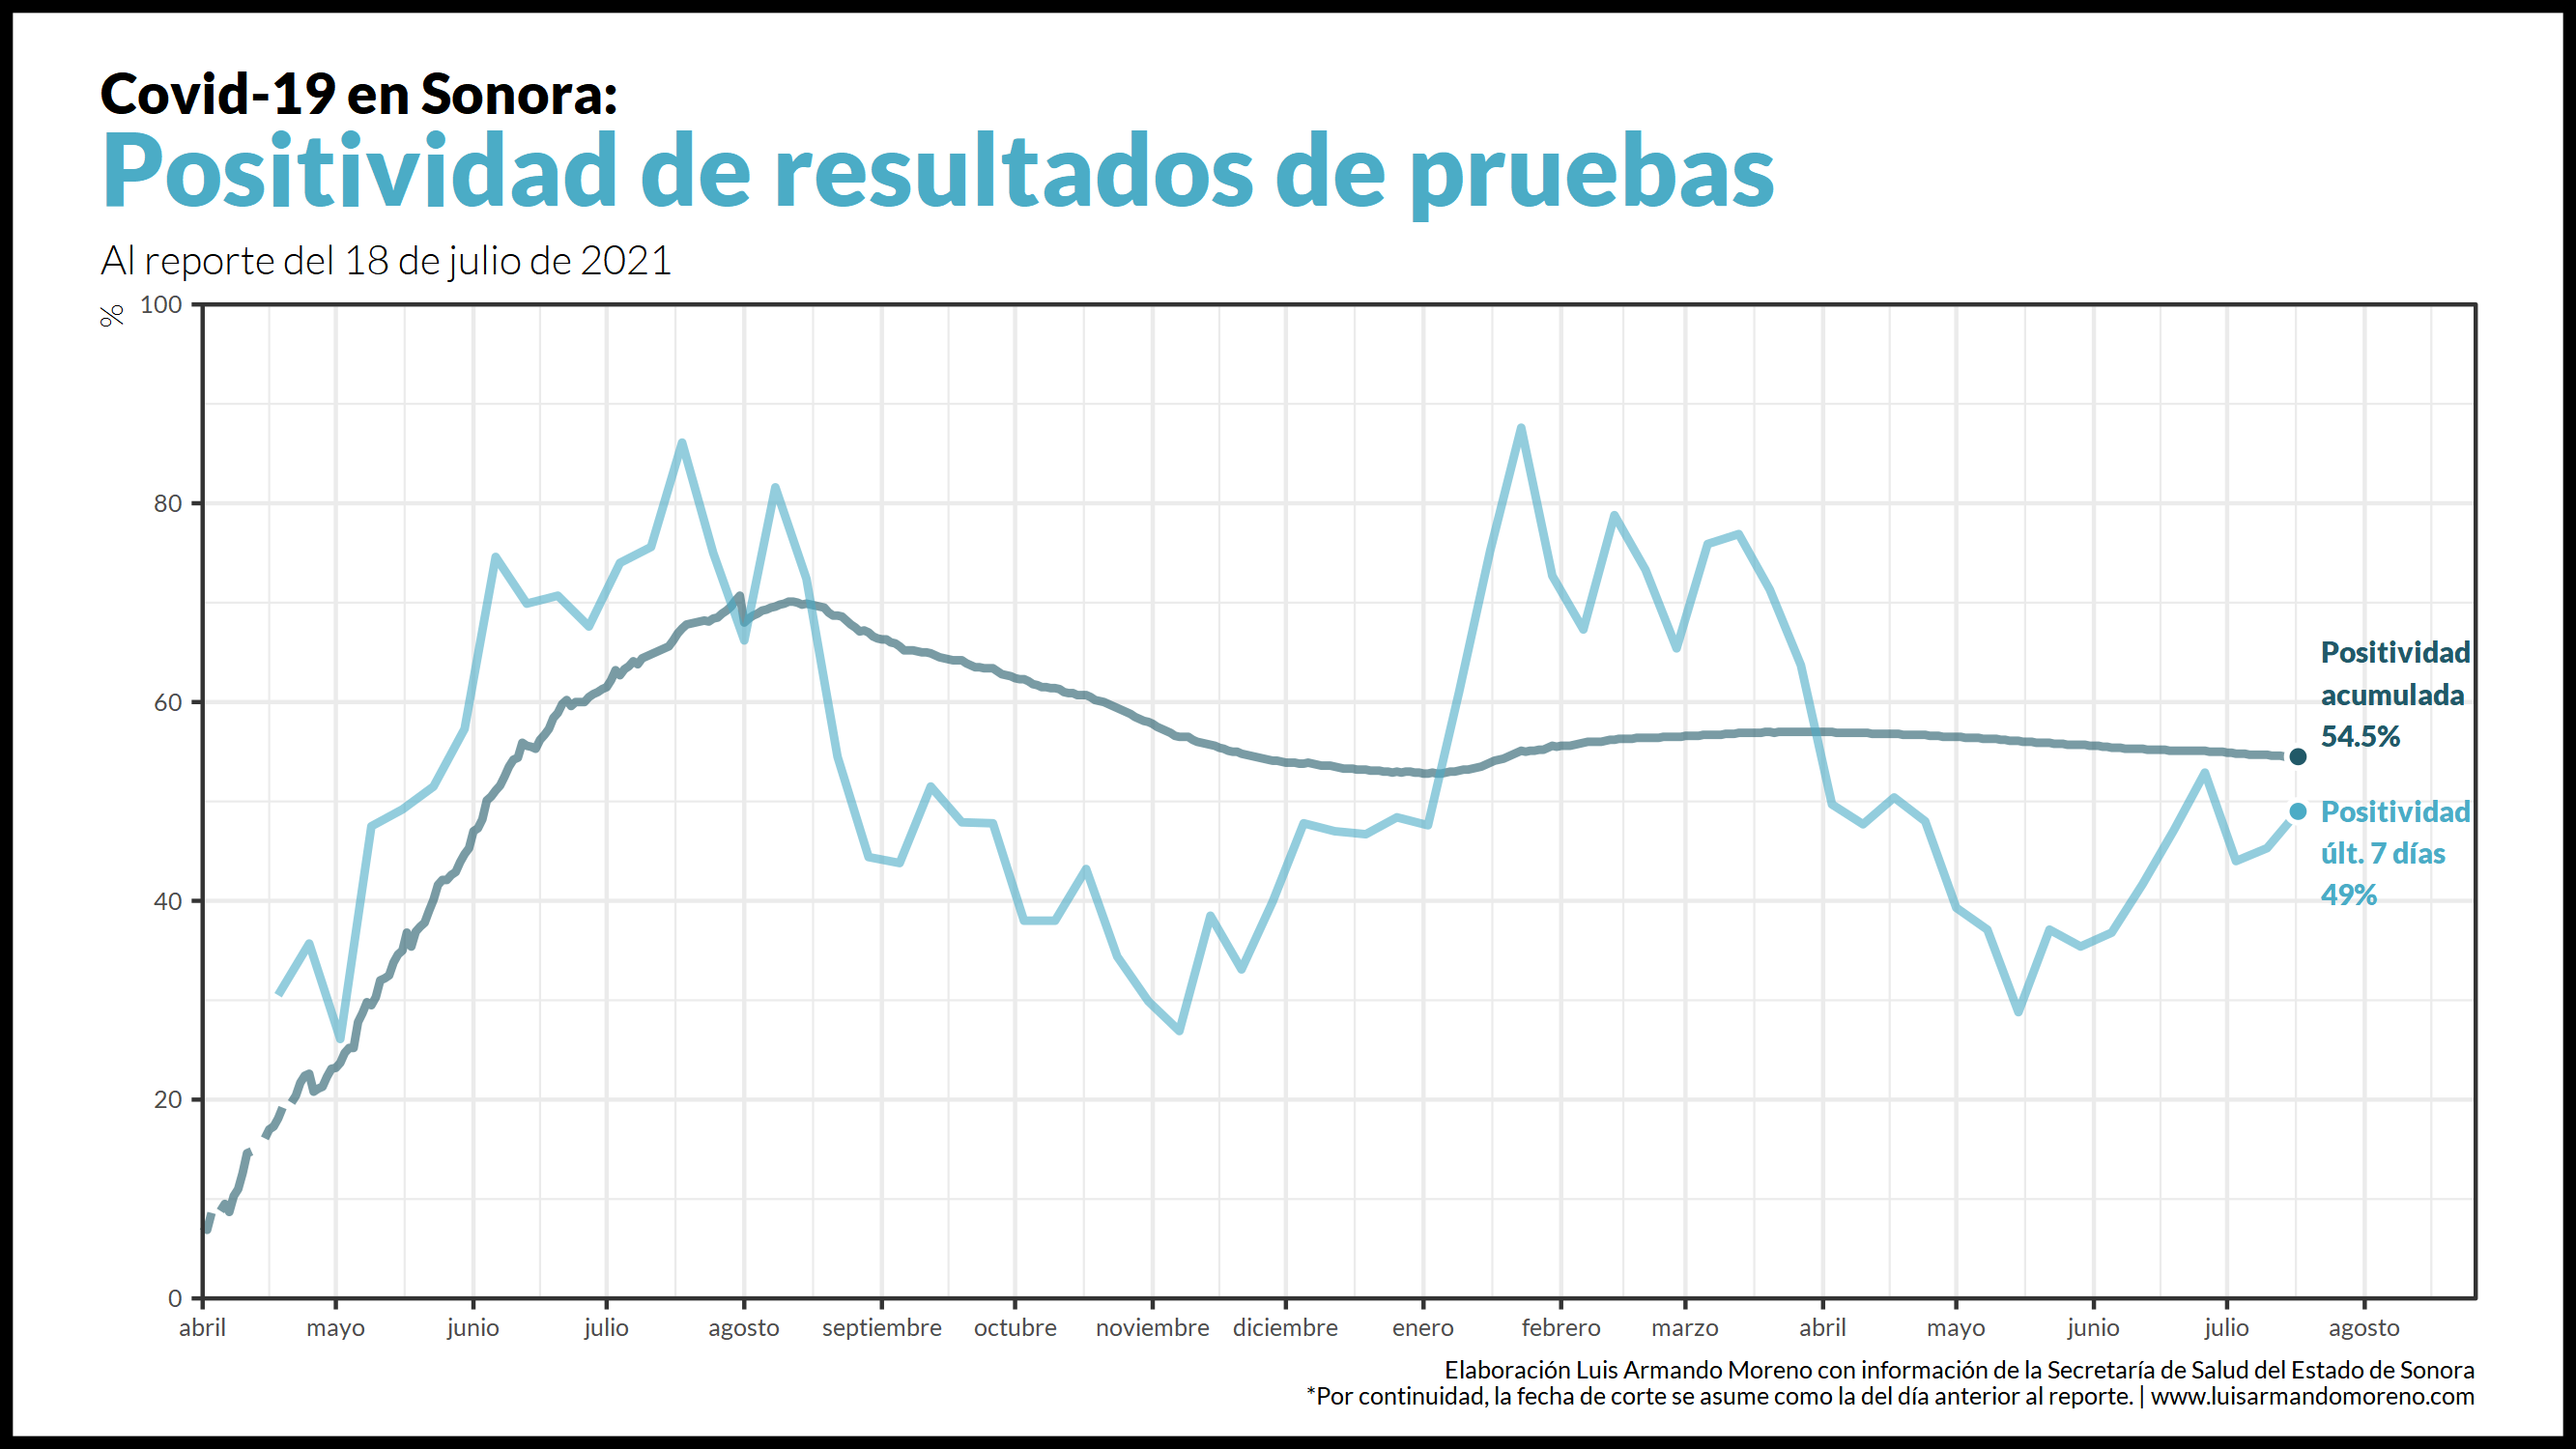 Covid-19 en Sonora:
Positividad de resultados de pruebas
Al reporte del 18 de julio de 2021
%
100
80
60
40
20
0
Positividad
acumulada
54.5%
Positividad
últ. 7 días
49%
abril mayo junio julio agosto septiembre octubre noviembre diciembre enero febrero marzo abril mayo junio julio agosto
Elaboración Luis Armando Moreno con información de la Secretaría de Salud del Estado de Sonora
*Por continuidad, la fecha de corte se asume como la del día anterior al reporte. | www.luisarmandomoreno.com